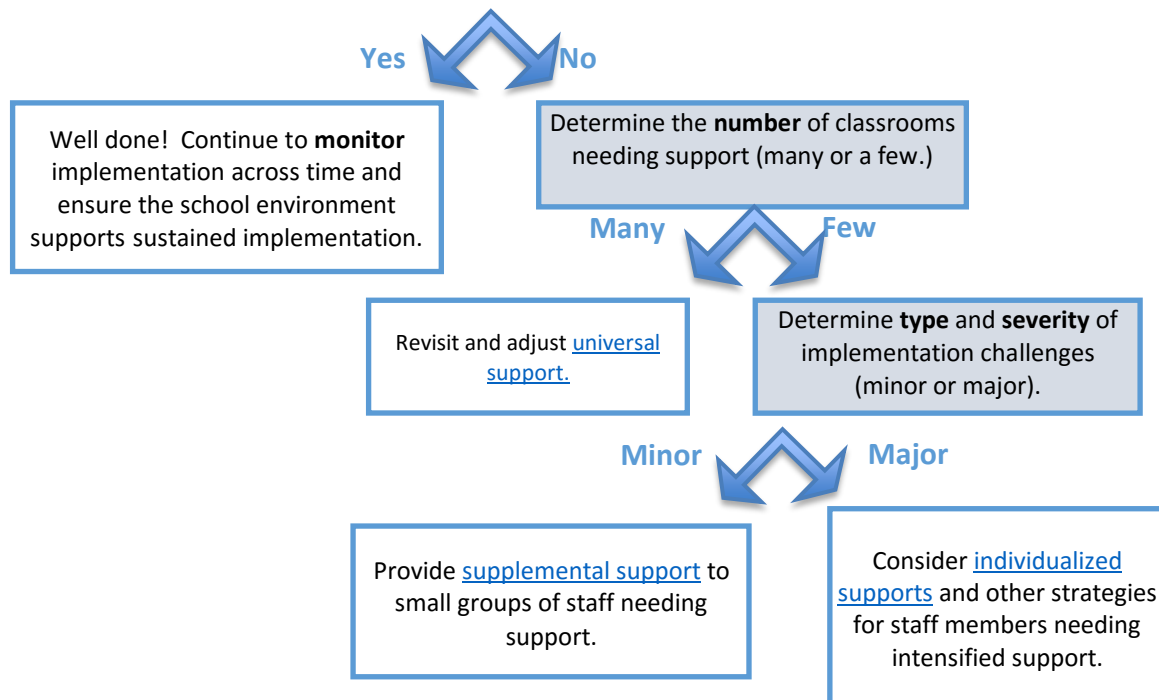 Yes
No
Well done!  Continue to monitor
implementation across time and
ensure the school environment
supports sustained implementation.
Determine the number of classrooms
needing support (many or a few.)
Many
Few
Revisit and adjust universal
support.
Determine type and severity of
implementation challenges
(minor or major).
Minor
Major
Provide supplemental support to
small groups of staff needing
support.
Consider individualized
supports and other strategies
for staff members needing
intensified support.